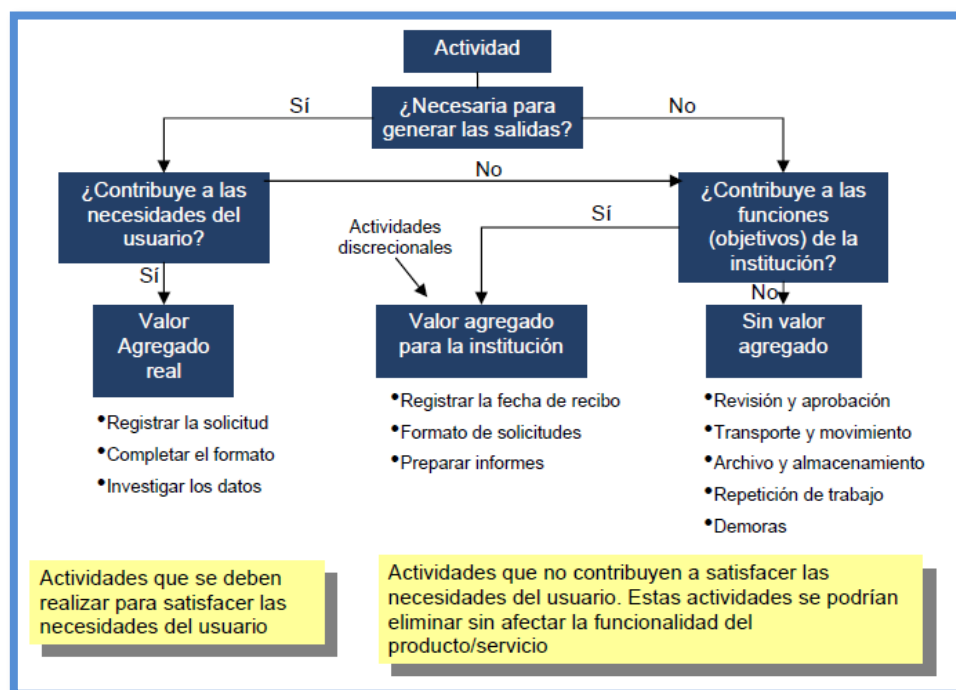 Actividad
Sí
¿Necesaria para
generar las salidas?
No
¿Contribuye a las
necesidades del
usuario?
No
¿Contribuye a las
funciones
(objetivos) de la
institución?
Sí
Actividades
discrecionales
Sí
No
Valor
Agregado
real
Valor agregado
para la institución
Sin valor
agregado
•Registrar la solicitud
•Completar el formato
•Investigar los datos
•Registrar la fecha de recibo
•Formato de solicitudes
•Preparar informes
•Revisión y aprobación
•Transporte y movimiento
•Archivo y almacenamiento
•Repetición de trabajo
•Demoras
Actividades que se deben
realizar para satisfacer las
necesidades del usuario
Actividades que no contribuyen a satisfacer las
necesidades del usuario. Estas actividades se podrían
eliminar sin afectar la funcionalidad del
producto/servicio